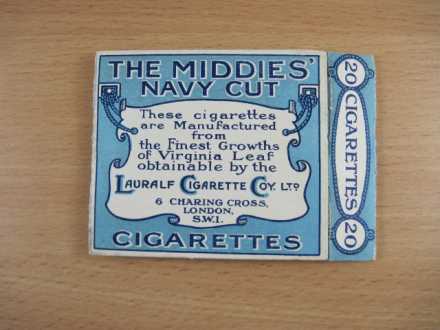 THE MIDDIES'
NAVY CUT
These cigarettes
are Manufactured
from
the Finest Growths
of Virginia Leaf
obtainable by the
LAURALF CIGARETTE COY. LTD
6 CHARING CROSS,
LONDON,
S.W.1.
CIGARETTES
20 CIGARETTES 20